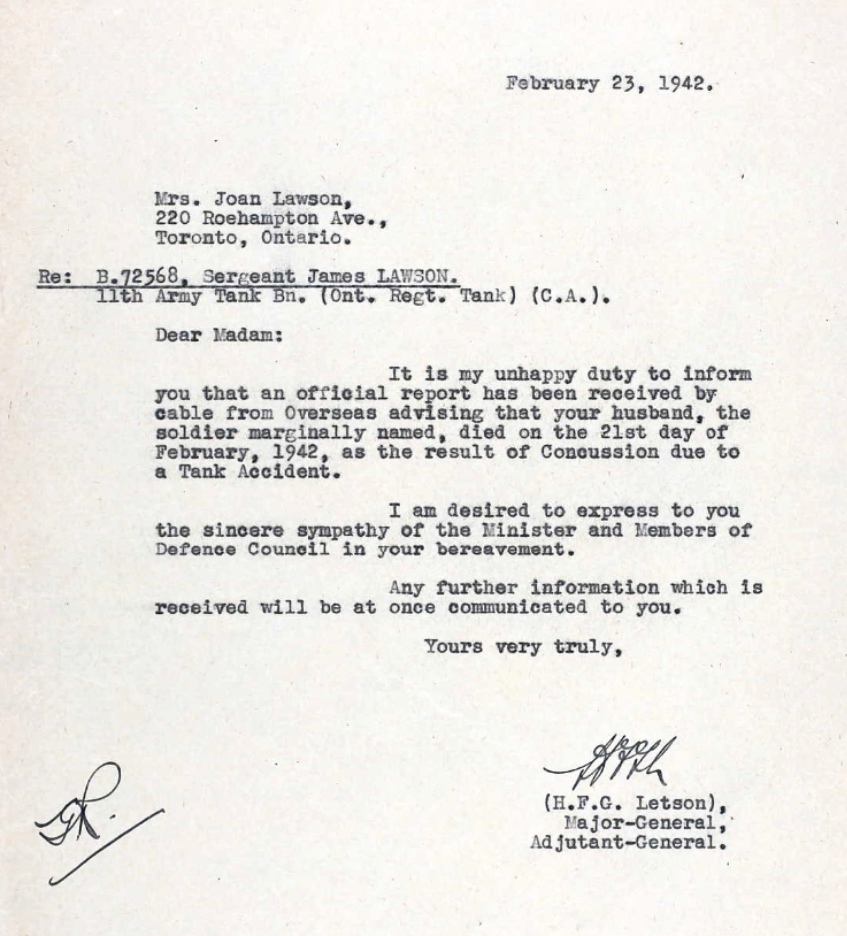 February 23, 1942.
Mrs. Joan Lawson,
220 Roehampton Ave.,
Toronto, Ontario.
Re: B.72568, Sergeant James LAWSON.
11th Army Tank Bn. (Ont. Regt. Tank) (C.A.).
Dear Madam:
It is my unhappy duty to inform
you that an official report has been received by
cable from Overseas advising that your husband, the
soldier marginally named, died on the 21st day of
February, 1942, as the result of Concussion due to
a Tank Accident.
I am desired to express to you
the sincere sympathy of the Minister and Members of
Defence Council in your bereavement.
Any further information which is
received will be at once communicated to you.
Yours very truly,
(H.F.G. Letson),
Major-General,
Adjutant-General.